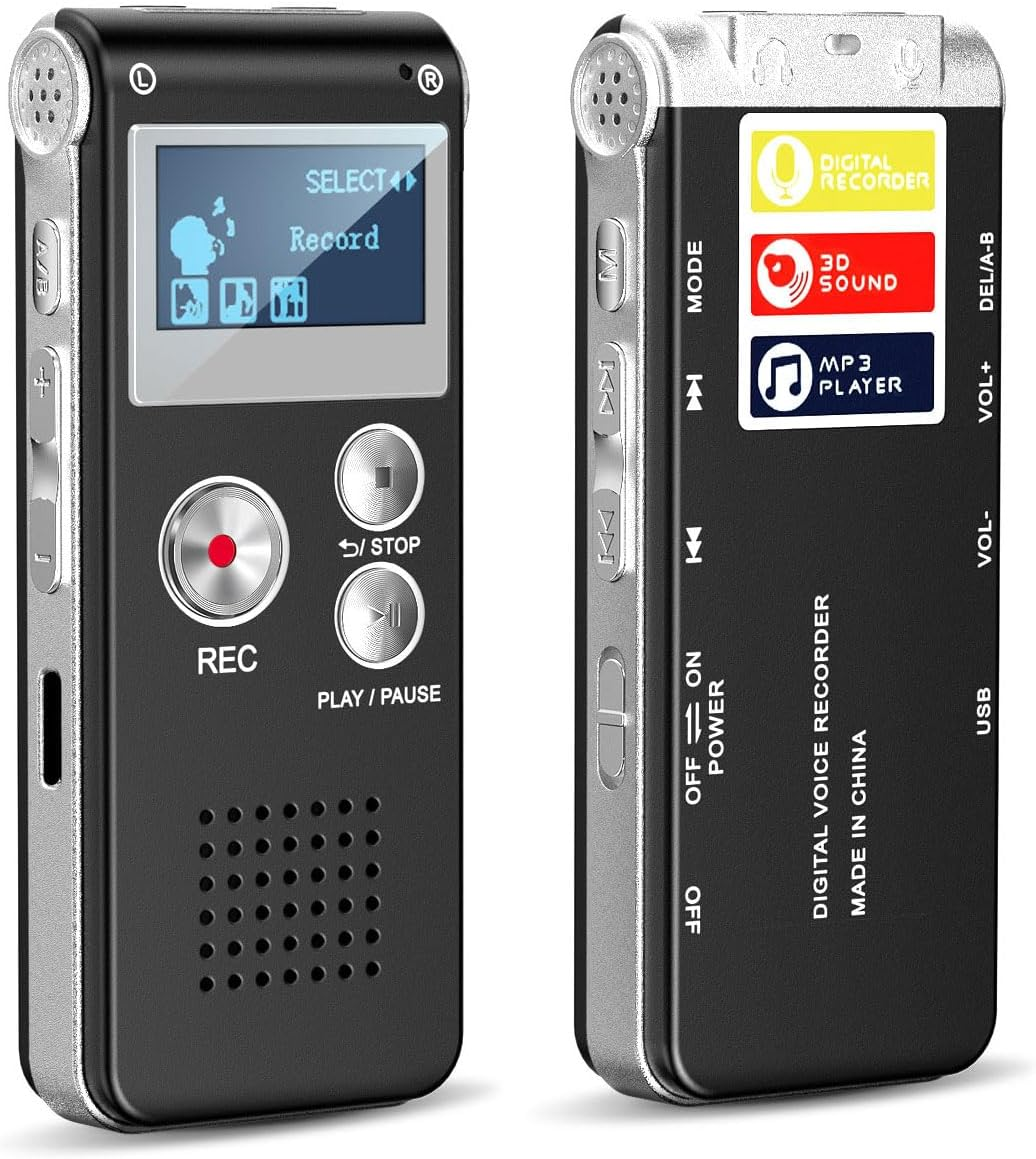 L
R
SELECT
Record
A/B
+
−
/ STOP
REC
PLAY / PAUSE
DIGITAL
RECORDER
3D
SOUND
MP3
PLAYER
M
MODE
DEL/A-B
VOL+
VOL-
USB
OFF ⇌ ON
POWER
OFF
DIGITAL VOICE RECORDER
MADE IN CHINA